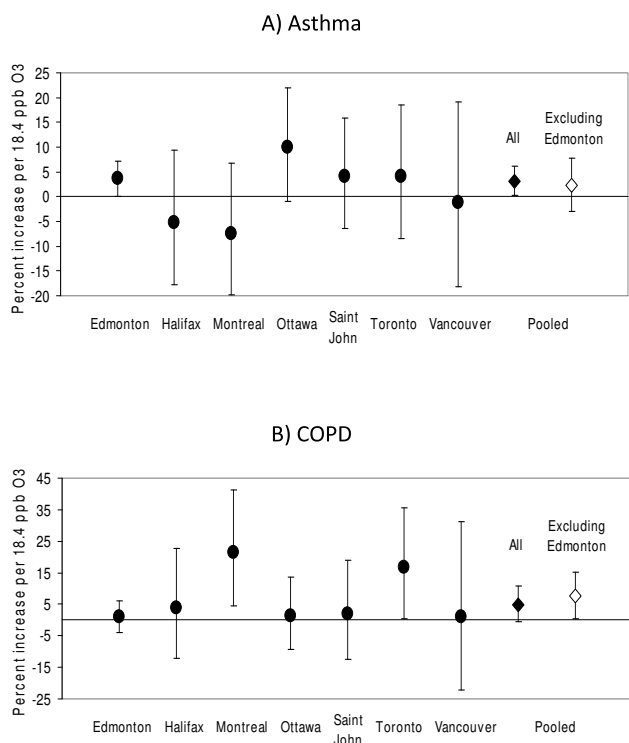 A) Asthma
Percent increase per 18.4 ppb O3
25
20
15
10
5
0
-5
-10
-15
-20
All
Excluding
Edmonton
Edmonton
Halifax
Montreal
Ottawa
Saint
John
Toronto
Vancouver
Pooled
B) COPD
Percent increase per 18.4 ppb O3
45
35
25
15
5
-5
-15
-25
All
Excluding
Edmonton
Edmonton
Halifax
Montreal
Ottawa
Saint
John
Toronto
Vancouver
Pooled